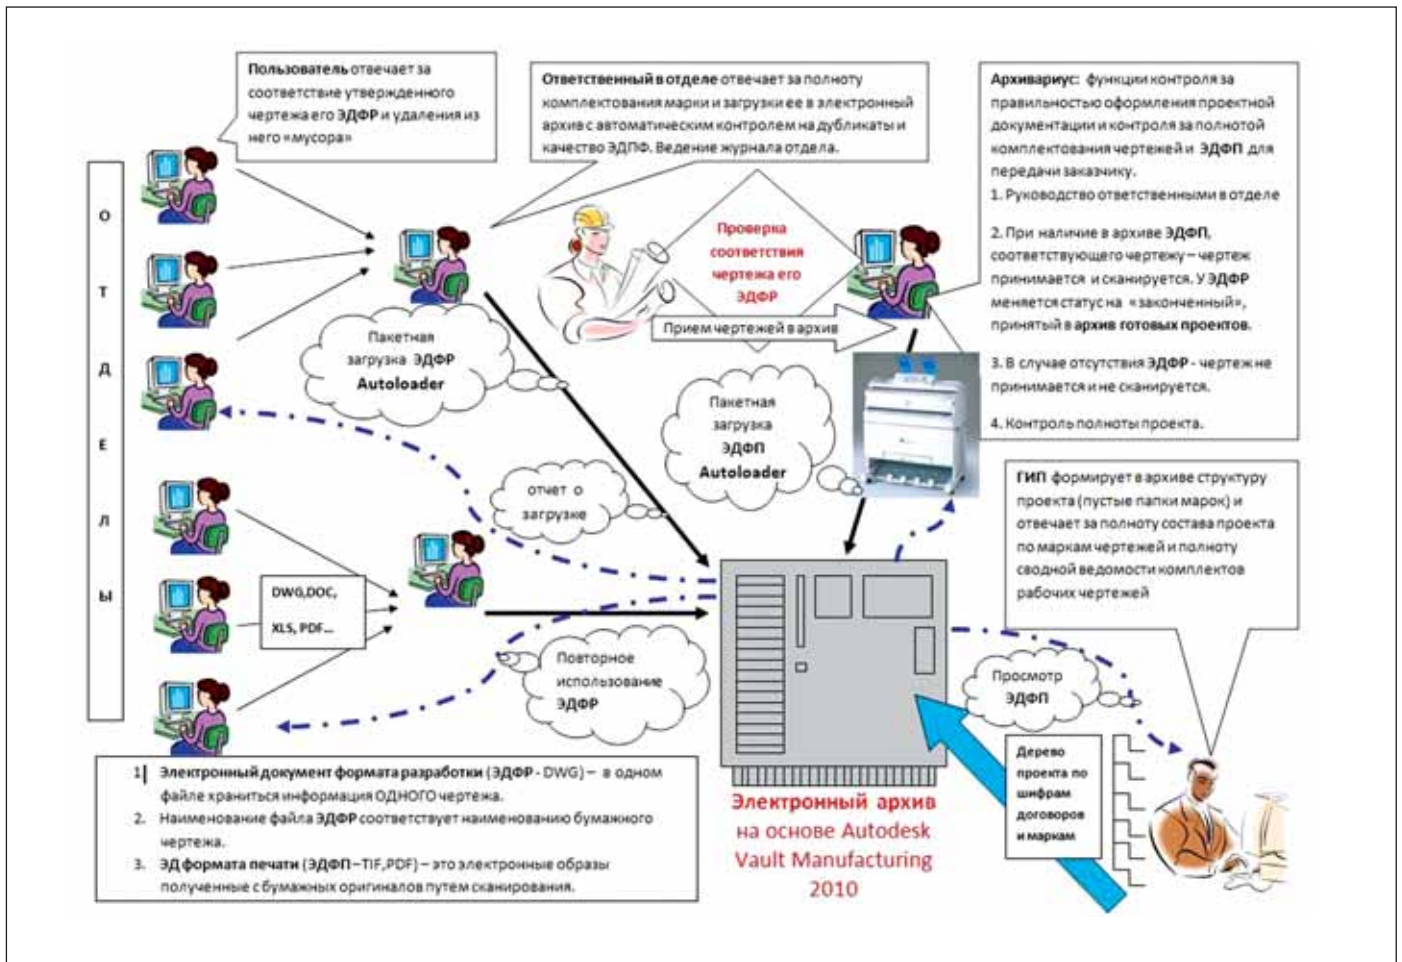 Пользователь отвечает за
соответствие утвержденного
чертежа его ЭДФР и удаления из
него «мусора»
Ответственный в отделе отвечает за полноту
комплектования марки и загрузки ее в электронный
архив с автоматическим контролем на дубликаты и
качество ЭДПФ. Ведение журнала отдела.
Архивариус: функции контроля за
правильностью оформления проектной
документации и контроля за полнотой
комплектования чертежей и ЭДФП для
передачи заказчику.
1. Руководство ответственными в отделе
2. При наличие в архиве ЭДФП,
соответствующего чертежу – чертеж
принимается и сканируется. У ЭДФР
меняется статус на «законченный»,
принятый в архив готовых проектов.
3. В случае отсутствия ЭДФР - чертеж не
принимается и не сканируется.
4. Контроль полноты проекта.
О
Т
Д
Е
Л
Ы
Проверка
соответствия
чертежа его
ЭДФР
Прием чертежей в архив
Пакетная
загрузка ЭДФР
Autoloader
Пакетная
загрузка
ЭДФП
Autoloader
отчет о
загрузке
ГИП формирует в архиве структуру
проекта (пустые папки марок) и
отвечает за полноту состава проекта
по маркам чертежей и полноту
сводной ведомости комплектов
рабочих чертежей
DWG,DOC,
XLS, PDF...
Повторное
использование
ЭДФР
Просмотр
ЭДФП
Дерево
проекта по
шифрам
договоров
и маркам
Электронный архив
на основе Autodesk
Vault Manufacturing
2010
1 Электронный документ формата разработки (ЭДФР - DWG) – в одном
файле храниться информация ОДНОГО чертежа.
2. Наименование файла ЭДФР соответствует наименованию бумажного
чертежа.
3. ЭД формата печати (ЭДФП – TIF,PDF) – это электронные образы
полученные с бумажных оригиналов путем сканирования.